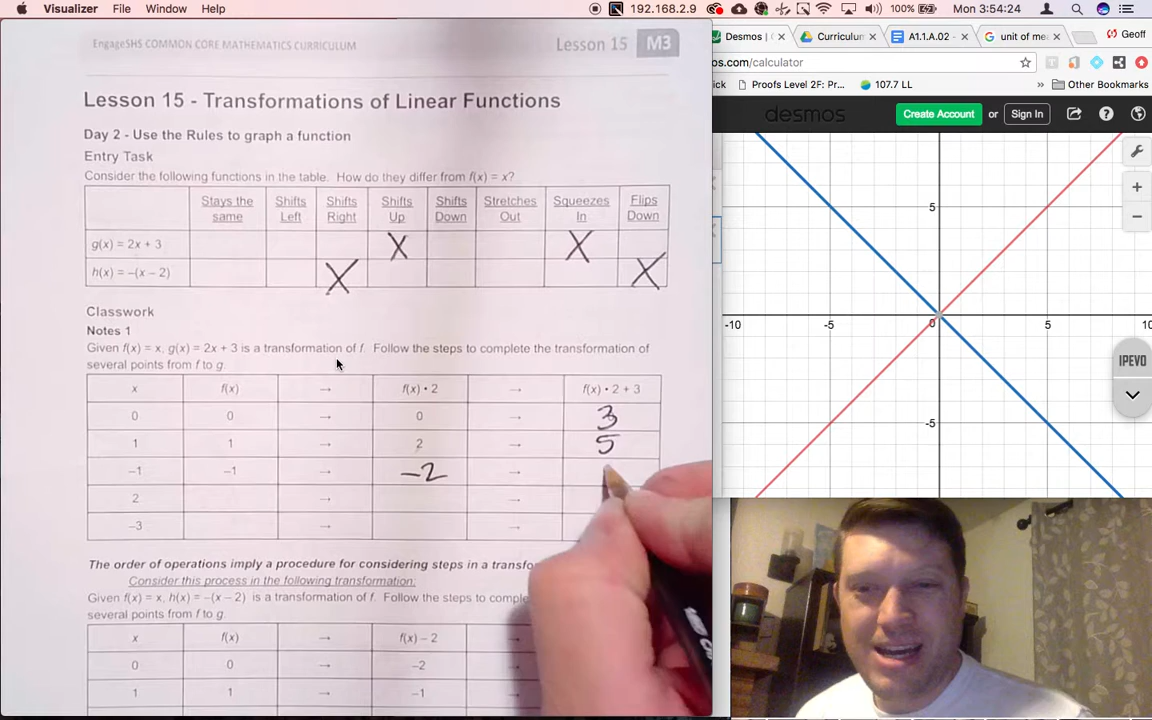 Visualizer File Window Help 192.168.2.9 100% Mon 3:54:24
Desmos | Curriculum A1.1.A.02 - unit of me Geoff
os.com/calculator
ick Proofs Level 2F: Pr... 107.7 LL » Other Bookmarks
desmos Create Account or Sign In
EngageSHS COMMON CORE MATHEMATICS CURRICULUM Lesson 15 M3
Lesson 15 - Transformations of Linear Functions
Day 2 - Use the Rules to graph a function
Entry Task
Consider the following functions in the table. How do they differ from f(x) = x?
Stays the same Shifts Left Shifts Right Shifts Up Shifts Down Stretches Out Squeezes In Flips Down
g(x) = 2x + 3 X X
h(x) = -(x – 2) X X
Classwork
Notes 1
Given f(x) = x, g(x) = 2x + 3 is a transformation of f. Follow the steps to complete the transformation of
several points from f to g.
x f(x) → f(x) • 2 → f(x) • 2 + 3
0 0 → 0 → 3
1 1 → 2 → 5
–1 –1 → -2 →
2 → →
–3 → →
The order of operations imply a procedure for considering steps in a transfo
Consider this process in the following transformation:
Given f(x) = x, h(x) = -(x – 2) is a transformation of f. Follow the steps to comple
several points from f to g.
x f(x) → f(x) – 2
0 0 → –2
1 1 → –1
5
-10 -5 0 5 10
-5
IPEVO